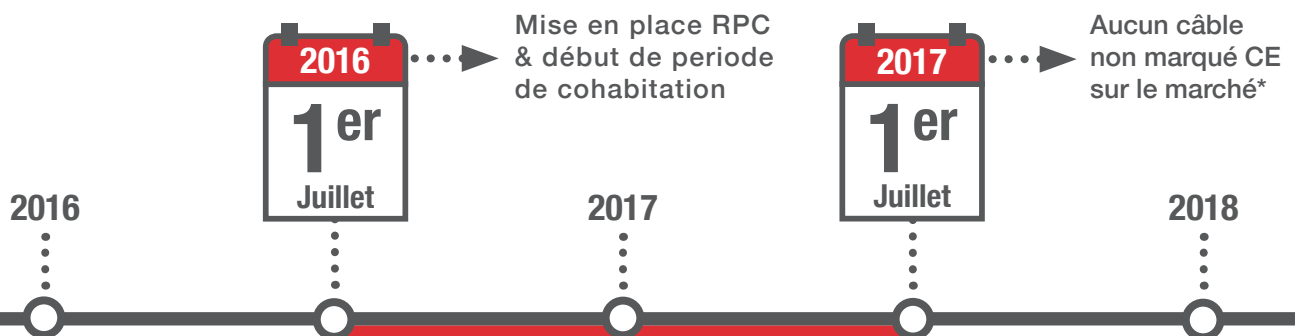 2016
2016
1er
Juillet
Mise en place RPC
& début de periode
de cohabitation
2017
2017
1er
Juillet
Aucun câble
non marqué CE
sur le marché*
2018